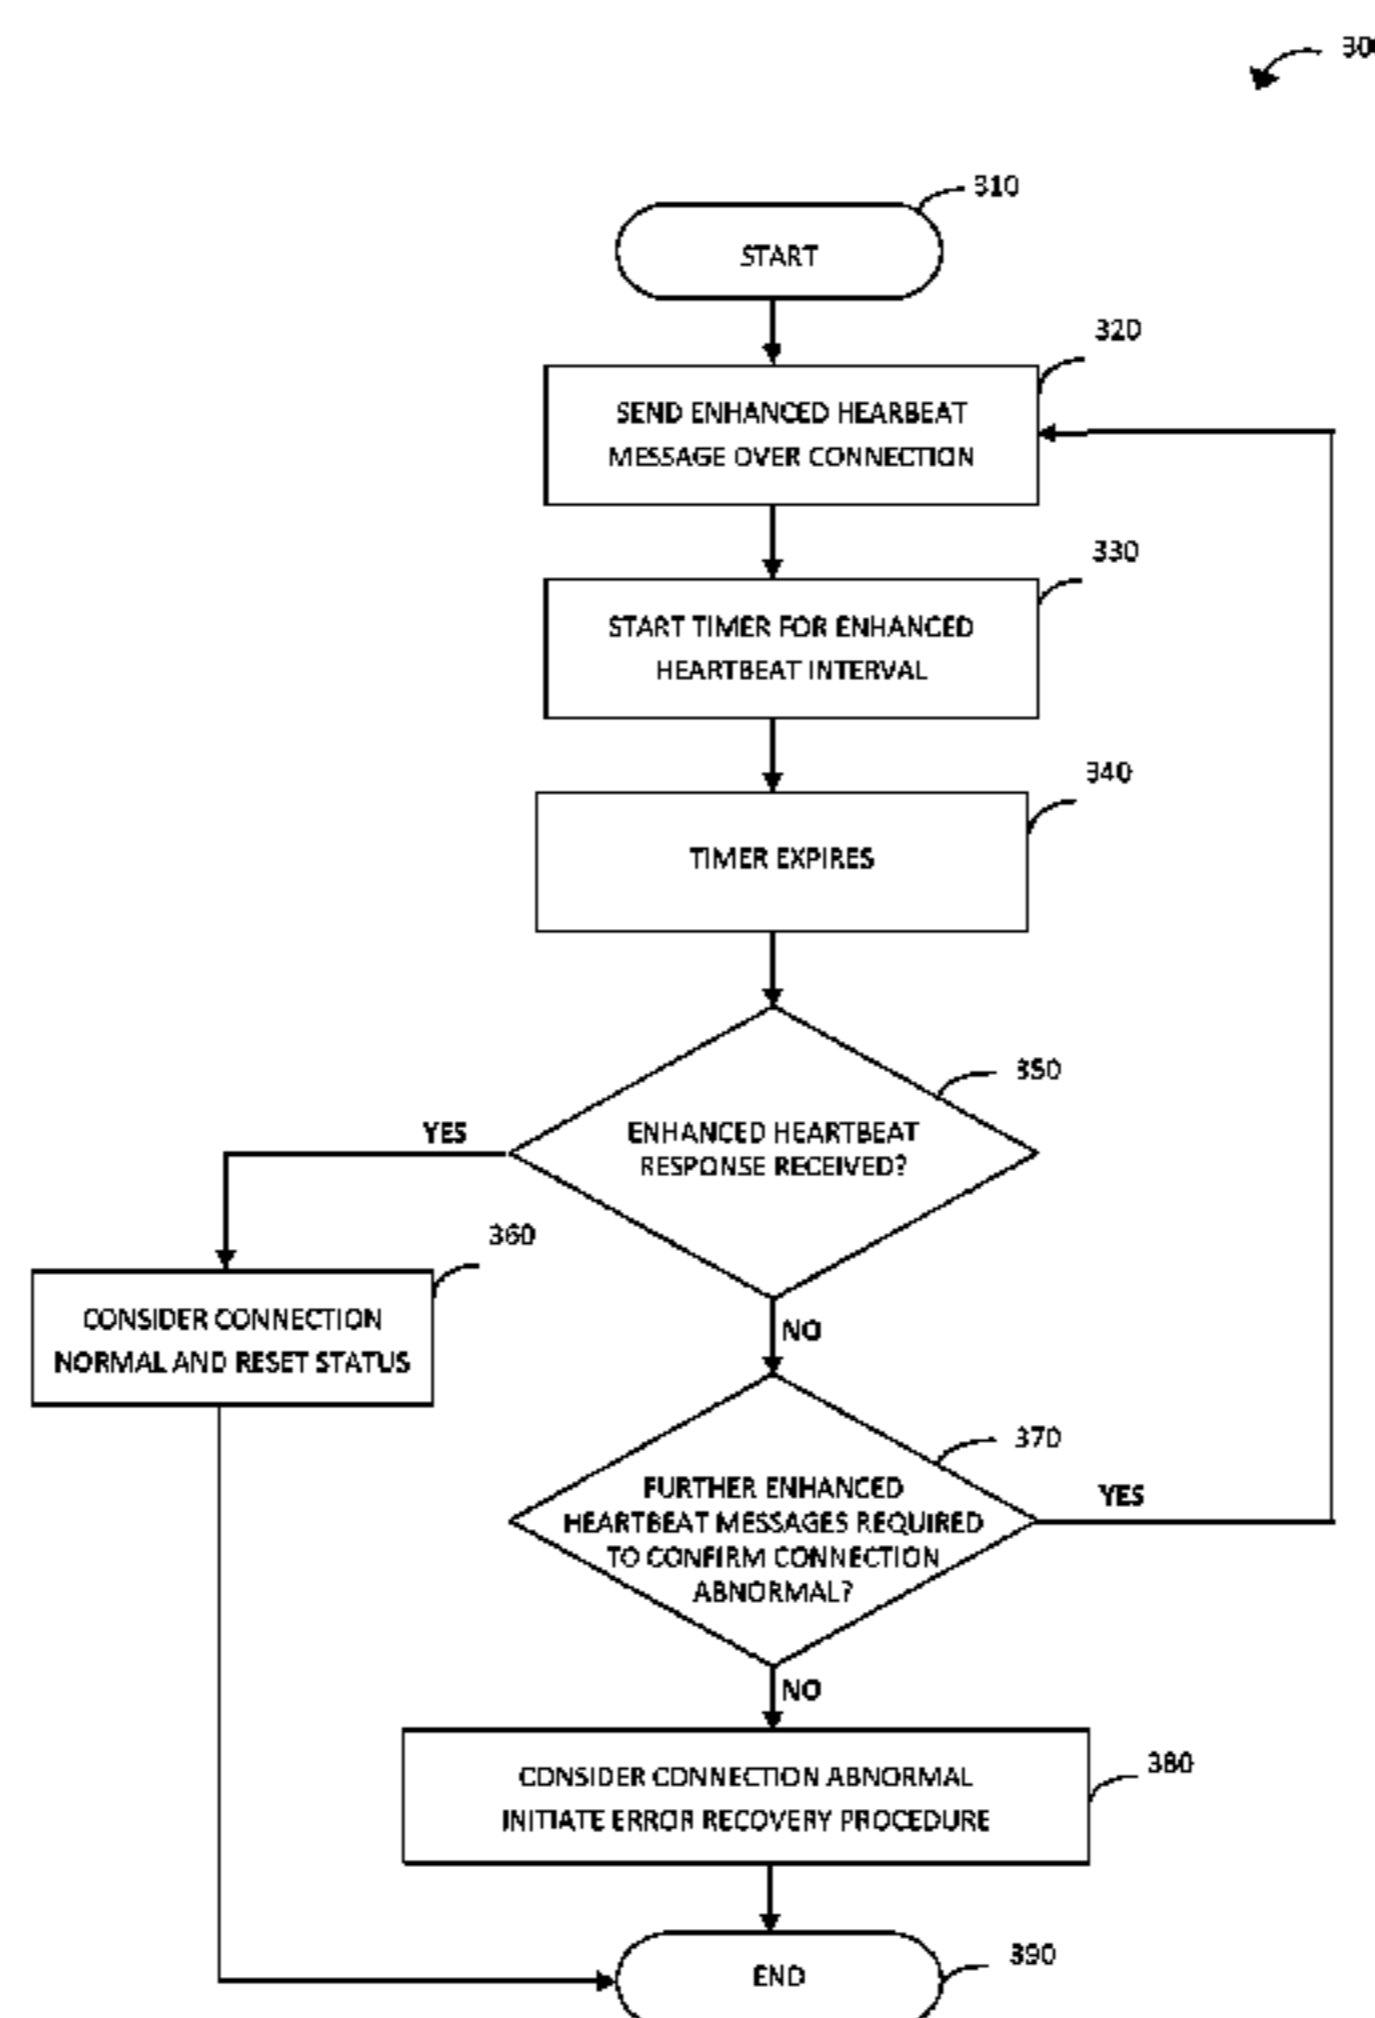 310
START
320
SEND ENHANCED HEARBEAT
MESSAGE OVER CONNECTION
330
START TIMER FOR ENHANCED
HEARTBEAT INTERVAL
340
TIMER EXPIRES
350
YES
ENHANCED HEARTBEAT
RESPONSE RECEIVED?
360
CONSIDER CONNECTION
NORMAL AND RESET STATUS
NO
370
FURTHER ENHANCED
HEARTBEAT MESSAGES REQUIRED
TO CONFIRM CONNECTION
ABNORMAL?
YES
NO
380
CONSIDER CONNECTION ABNORMAL
INITIATE ERROR RECOVERY PROCEDURE
390
END